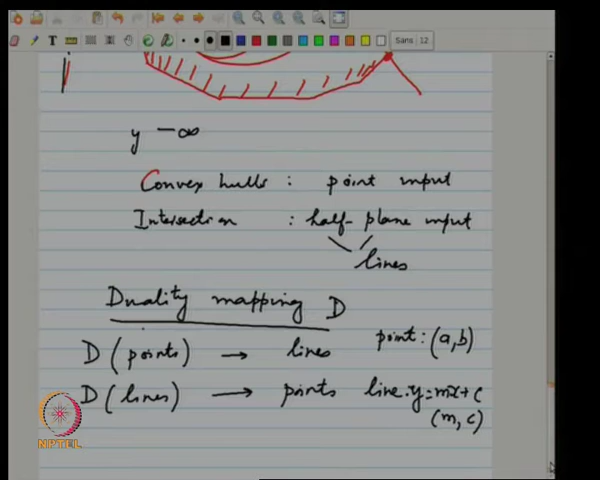 Sans 12
y -∞
Convex hulls : point input
Intersection : half-plane input
lines
Duality mapping D
D (points) → lines point: (a,b)
D (lines) → points line. y=mx+c
(m, c)
NPTEL